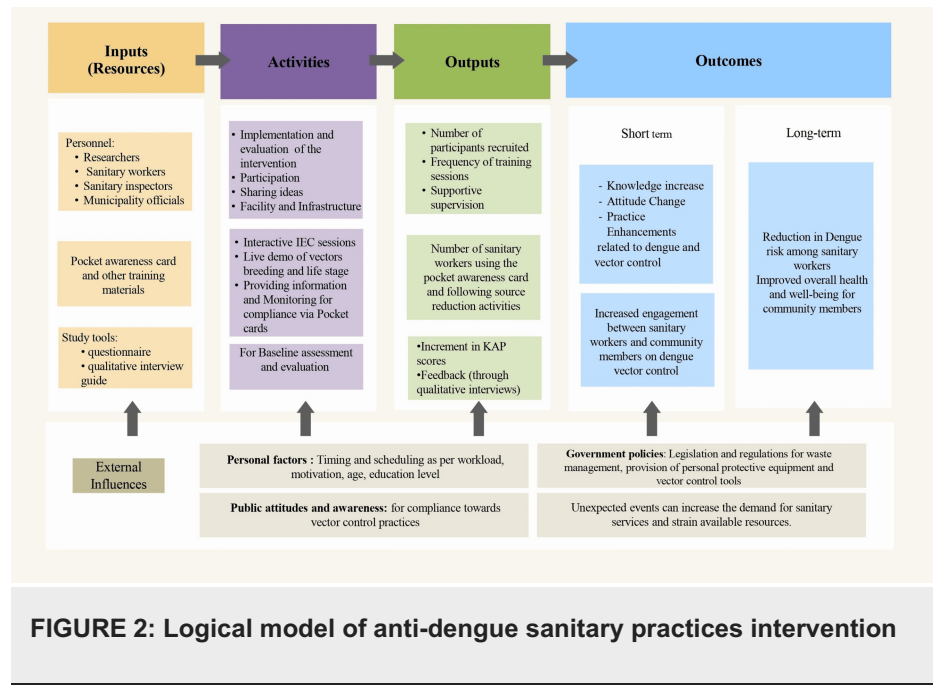 Inputs
(Resources)
Activities
Outputs
Outcomes
Personnel:
• Researchers
• Sanitary workers
• Sanitary inspectors
• Municipality officials
Pocket awareness card
and other training
materials
Study tools:
• questionnaire
• qualitative interview
guide
• Implementation and
evaluation of the
intervention
• Participation
• Sharing ideas
• Facility and Infrastructure
• Interactive IEC sessions
• Live demo of vectors
breeding and life stage
• Providing information
and Monitoring for
compliance via Pocket
cards
For Baseline assessment
and evaluation
• Number of
participants recruited
• Frequency of training
sessions
• Supportive
supervision
Number of sanitary
workers using the
pocket awareness card
and following source
reduction activities
•Increment in KAP
scores
•Feedback (through
qualitative interviews)
Short term
- Knowledge increase
- Attitude Change
- Practice
Enhancements
related to dengue and
vector control
Increased engagement
between sanitary
workers and community
members on dengue
vector control
Long-term
Reduction in Dengue
risk among sanitary
workers
Improved overall health
and well-being for
community members
External
Influences
Personal factors : Timing and scheduling as per workload,
motivation, age, education level
Public attitudes and awareness: for compliance towards
vector control practices
Government policies: Legislation and regulations for waste
management, provision of personal protective equipment and
vector control tools
Unexpected events can increase the demand for sanitary
services and strain available resources.
FIGURE 2: Logical model of anti-dengue sanitary practices intervention